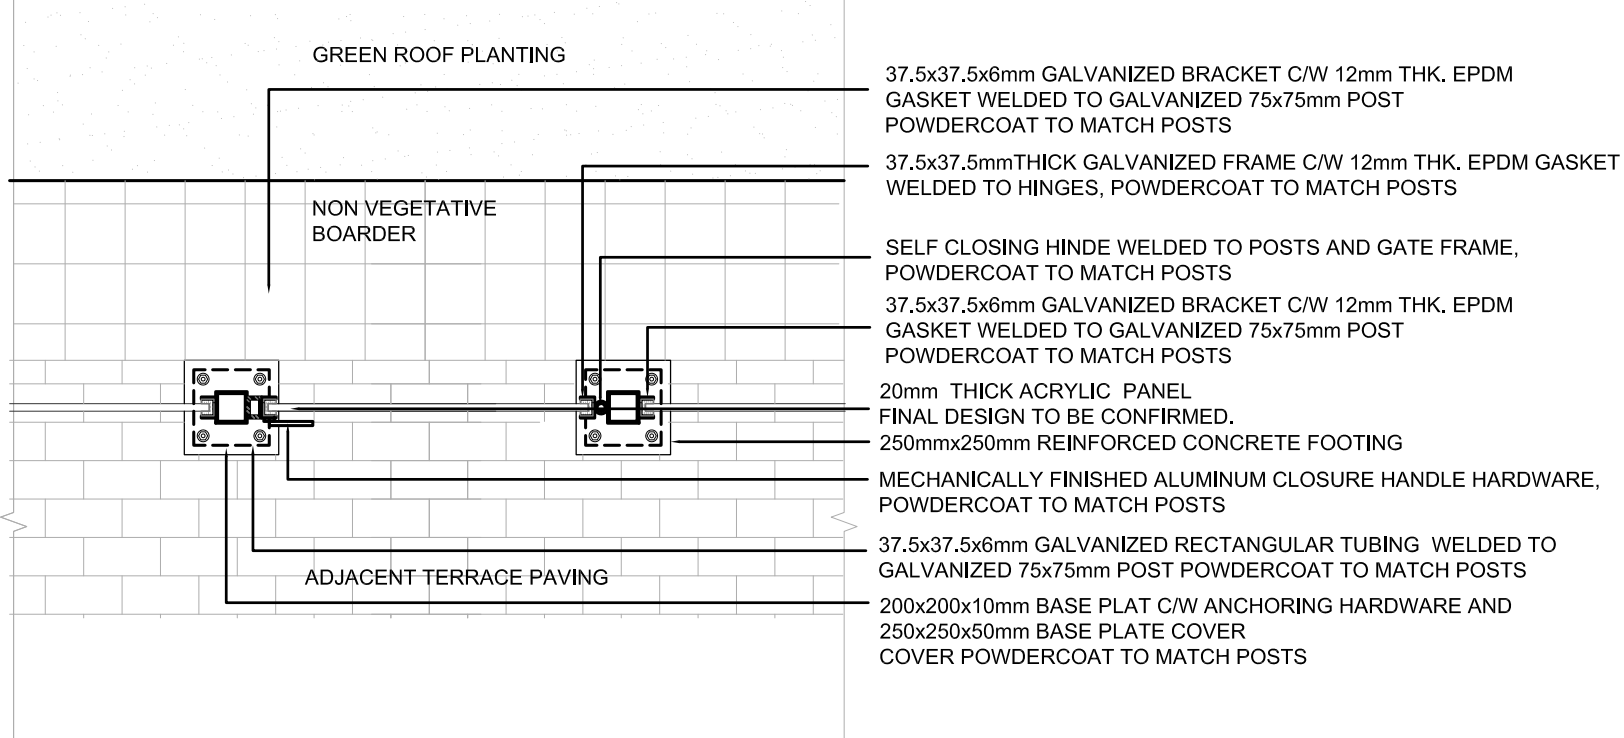 GREEN ROOF PLANTING
NON VEGETATIVE
BOARDER
ADJACENT TERRACE PAVING
37.5x37.5x6mm GALVANIZED BRACKET C/W 12mm THK. EPDM
GASKET WELDED TO GALVANIZED 75x75mm POST
POWDERCOAT TO MATCH POSTS
37.5x37.5mmTHICK GALVANIZED FRAME C/W 12mm THK. EPDM GASKET
WELDED TO HINGES, POWDERCOAT TO MATCH POSTS
SELF CLOSING HINDE WELDED TO POSTS AND GATE FRAME,
POWDERCOAT TO MATCH POSTS
37.5x37.5x6mm GALVANIZED BRACKET C/W 12mm THK. EPDM
GASKET WELDED TO GALVANIZED 75x75mm POST
POWDERCOAT TO MATCH POSTS
20mm THICK ACRYLIC PANEL
FINAL DESIGN TO BE CONFIRMED.
250mmx250mm REINFORCED CONCRETE FOOTING
MECHANICALLY FINISHED ALUMINUM CLOSURE HANDLE HARDWARE,
POWDERCOAT TO MATCH POSTS
37.5x37.5x6mm GALVANIZED RECTANGULAR TUBING WELDED TO
GALVANIZED 75x75mm POST POWDERCOAT TO MATCH POSTS
200x200x10mm BASE PLAT C/W ANCHORING HARDWARE AND
250x250x50mm BASE PLATE COVER
COVER POWDERCOAT TO MATCH POSTS